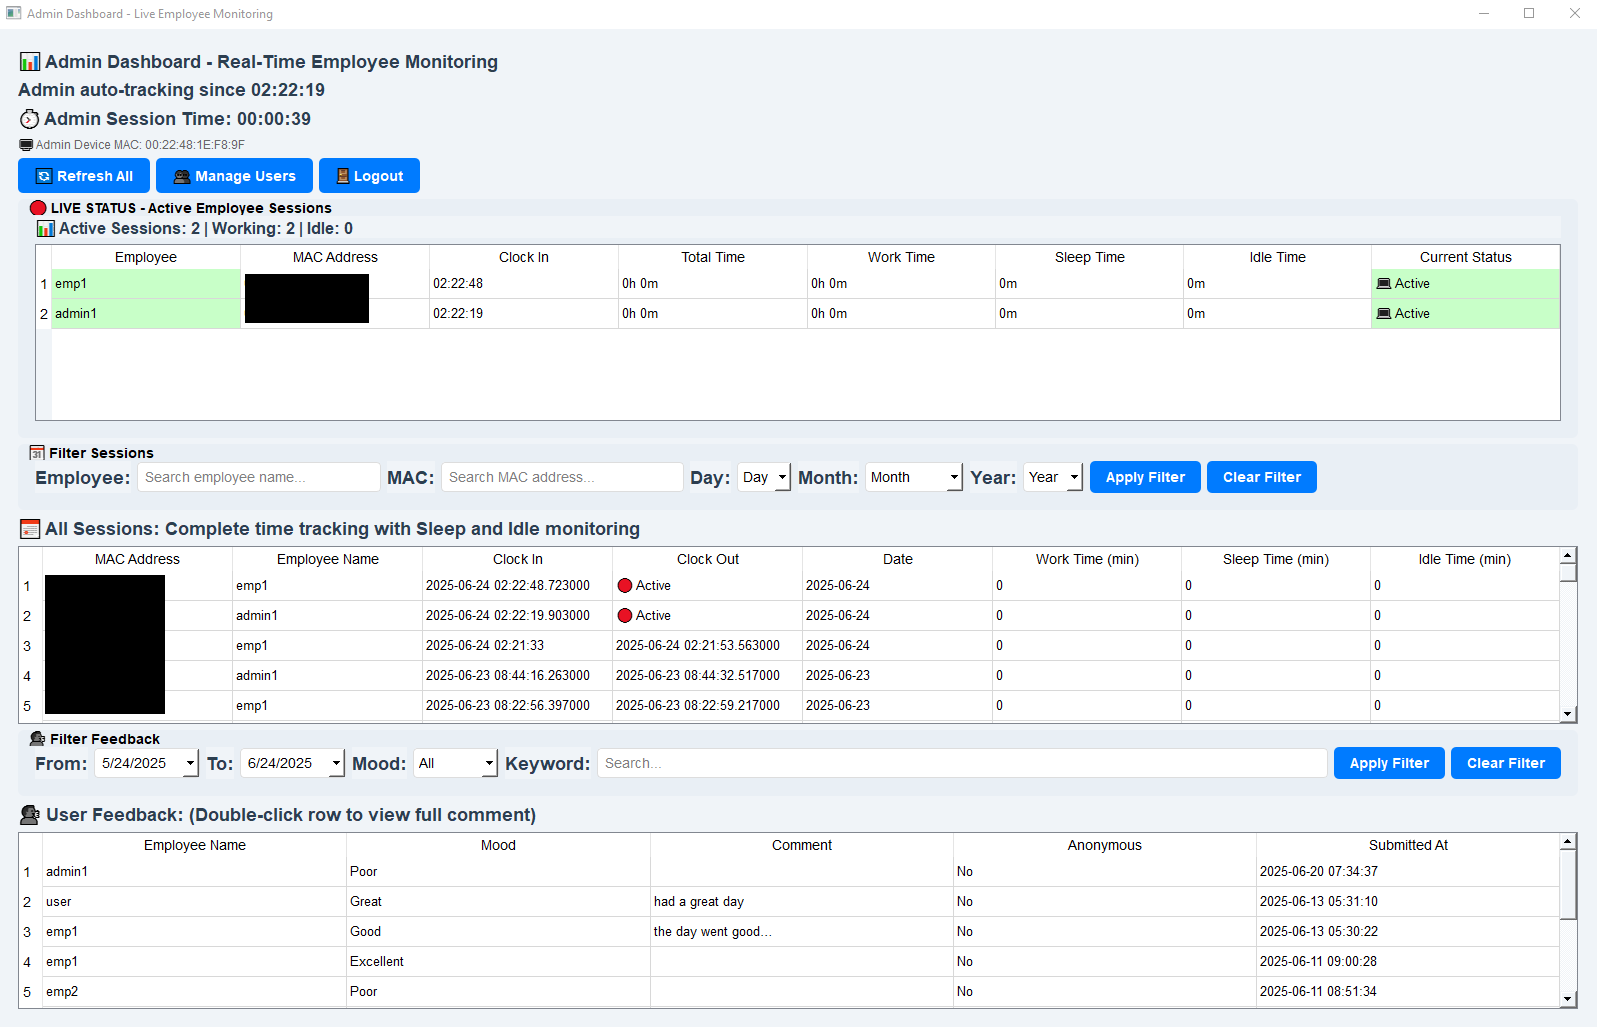 Admin Dashboard - Live Employee Monitoring
Admin Dashboard - Real-Time Employee Monitoring
Admin auto-tracking since 02:22:19
Admin Session Time: 00:00:39
Admin Device MAC: 00:22:48:1E:F8:9F
Refresh All Manage Users Logout
LIVE STATUS - Active Employee Sessions
Active Sessions: 2 | Working: 2 | Idle: 0
Employee MAC Address Clock In Total Time Work Time Sleep Time Idle Time Current Status
1 emp1 02:22:48 0h 0m 0h 0m 0m 0m Active
2 admin1 02:22:19 0h 0m 0h 0m 0m 0m Active
Filter Sessions
Employee: Search employee name... MAC: Search MAC address... Day: Day Month: Month Year: Year Apply Filter Clear Filter
All Sessions: Complete time tracking with Sleep and Idle monitoring
MAC Address Employee Name Clock In Clock Out Date Work Time (min) Sleep Time (min) Idle Time (min)
1 emp1 2025-06-24 02:22:48.723000 Active 2025-06-24 0 0 0
2 admin1 2025-06-24 02:22:19.903000 Active 2025-06-24 0 0 0
3 emp1 2025-06-24 02:21:33 2025-06-24 02:21:53.563000 2025-06-24 0 0 0
4 admin1 2025-06-23 08:44:16.263000 2025-06-23 08:44:32.517000 2025-06-23 0 0 0
5 emp1 2025-06-23 08:22:56.397000 2025-06-23 08:22:59.217000 2025-06-23 0 0 0
Filter Feedback
From: 5/24/2025 To: 6/24/2025 Mood: All Keyword: Search... Apply Filter Clear Filter
User Feedback: (Double-click row to view full comment)
Employee Name Mood Comment Anonymous Submitted At
1 admin1 Poor No 2025-06-20 07:34:37
2 user Great had a great day No 2025-06-13 05:31:10
3 emp1 Good the day went good... No 2025-06-13 05:30:22
4 emp1 Excellent No 2025-06-11 09:00:28
5 emp2 Poor No 2025-06-11 08:51:34